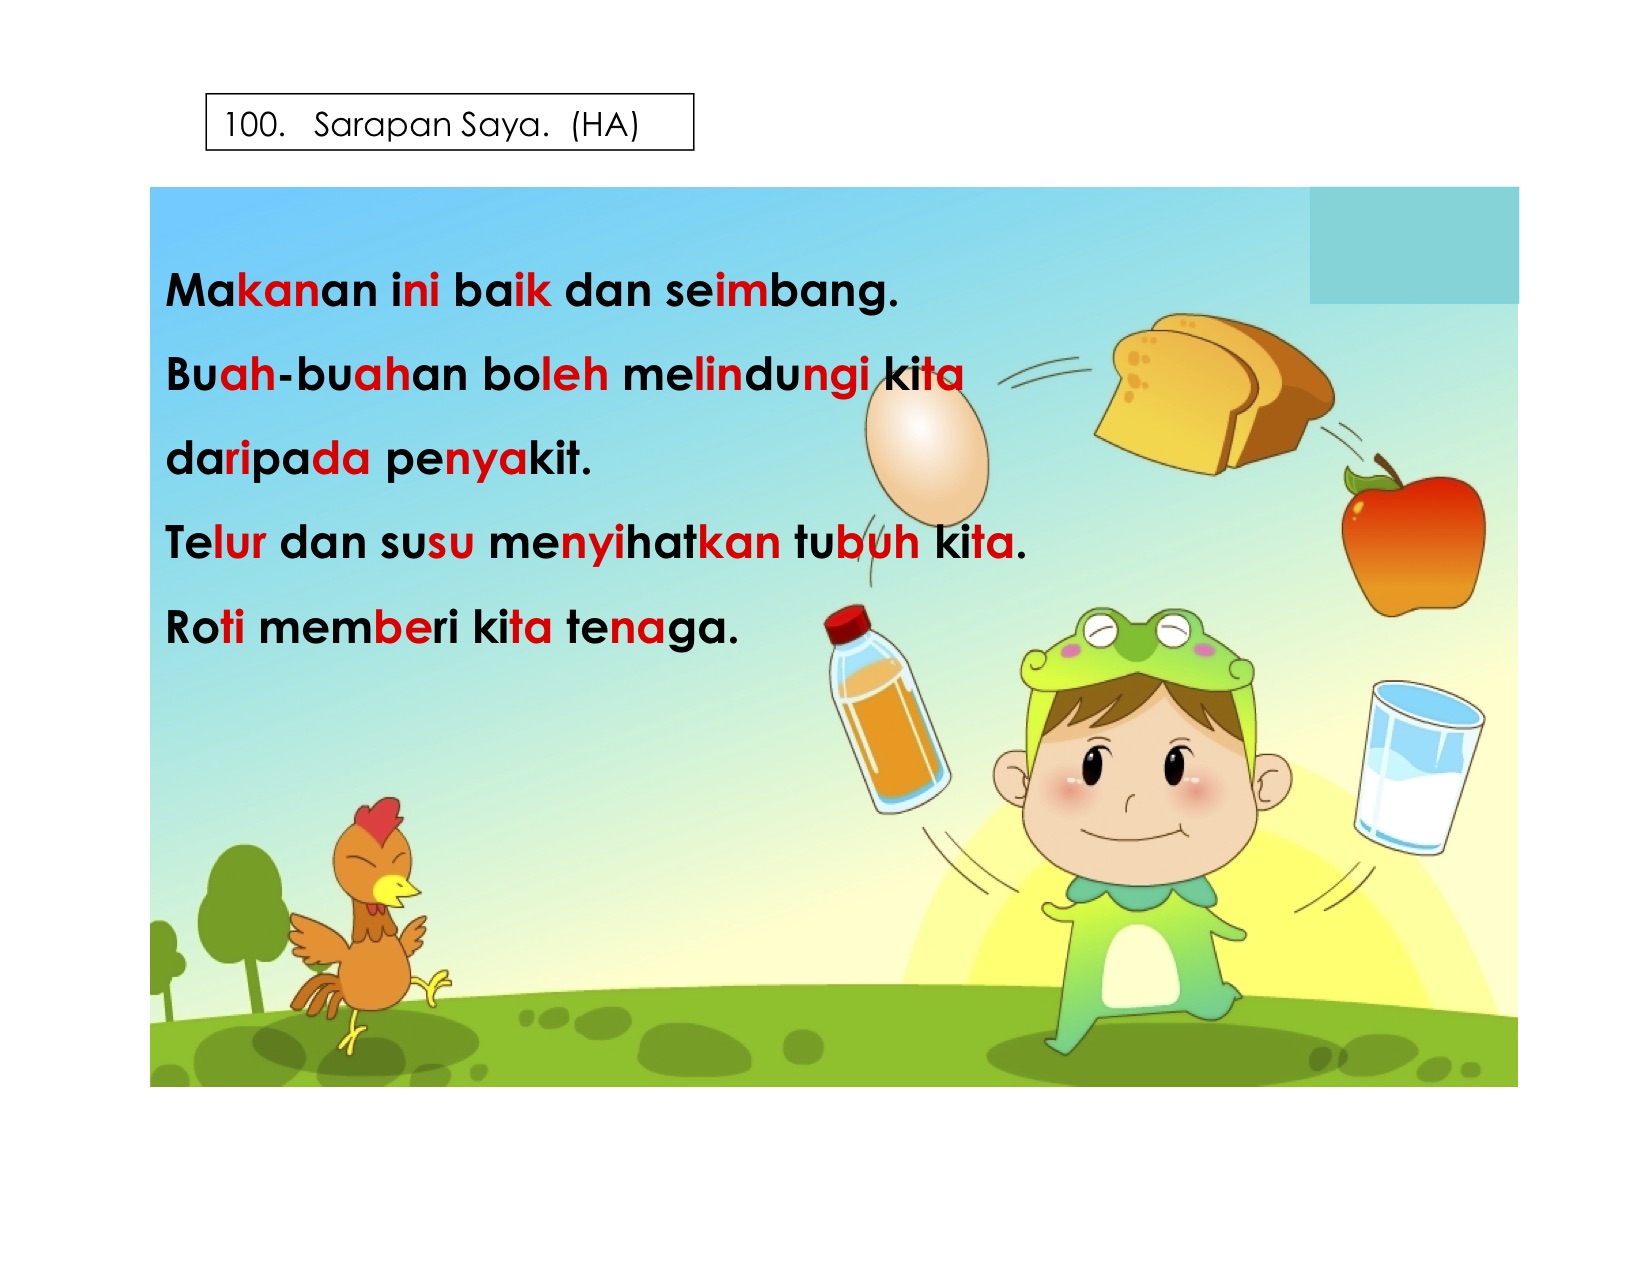 100. Sarapan Saya. (HA)
Makanan ini baik dan seimbang.
Buah-buahan boleh melindungi kita
daripada penyakit.
Telur dan susu menyihatkan tubuh kita.
Roti memberi kita tenaga.